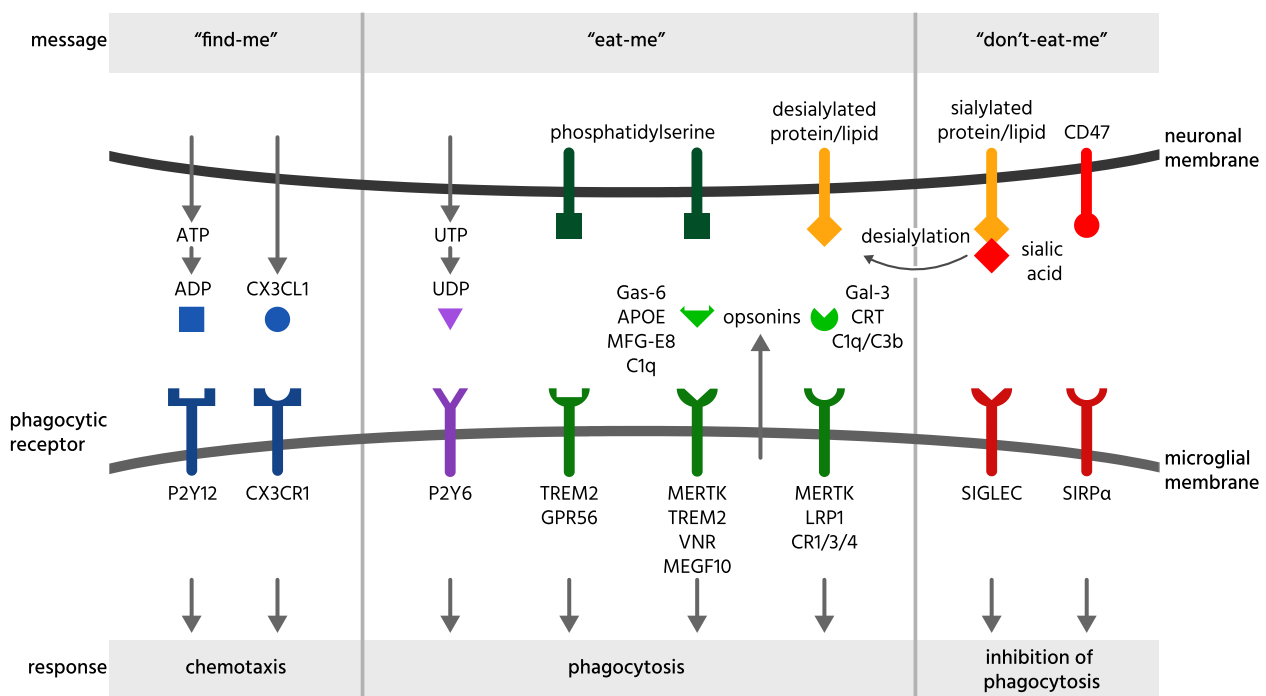 message
“find-me”
“eat-me”
“don’t-eat-me”
phosphatidylserine
desialylated
protein/lipid
sialylated
protein/lipid
CD47
neuronal
membrane
ATP
UTP
desialylation
sialic
acid
ADP
CX3CL1
UDP
Gas-6
APOE
MFG-E8
C1q
opsonins
Gal-3
CRT
C1q/C3b
phagocytic
receptor
microglial
membrane
P2Y12
CX3CR1
P2Y6
TREM2
GPR56
MERTK
TREM2
VNR
MEGF10
MERTK
LRP1
CR1/3/4
SIGLEC
SIRPα
response
chemotaxis
phagocytosis
inhibition of
phagocytosis